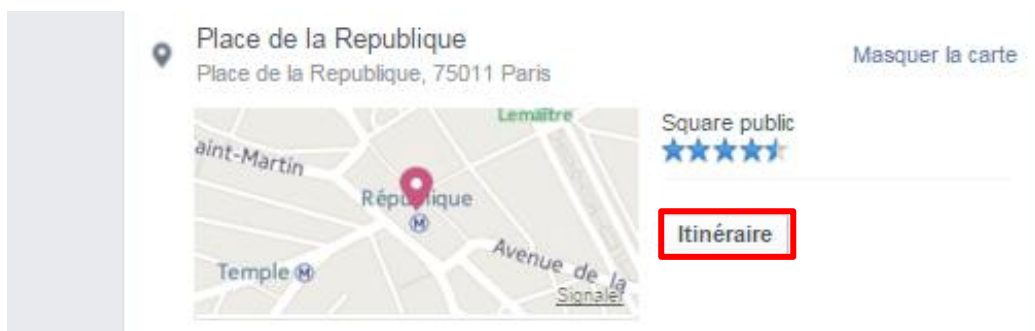 Place de la Republique
Place de la Republique, 75011 Paris
Masquer la carte
Lemaître
Square public
aint-Martin
République
Itinéraire
Temple
Avenue de la
Signaler